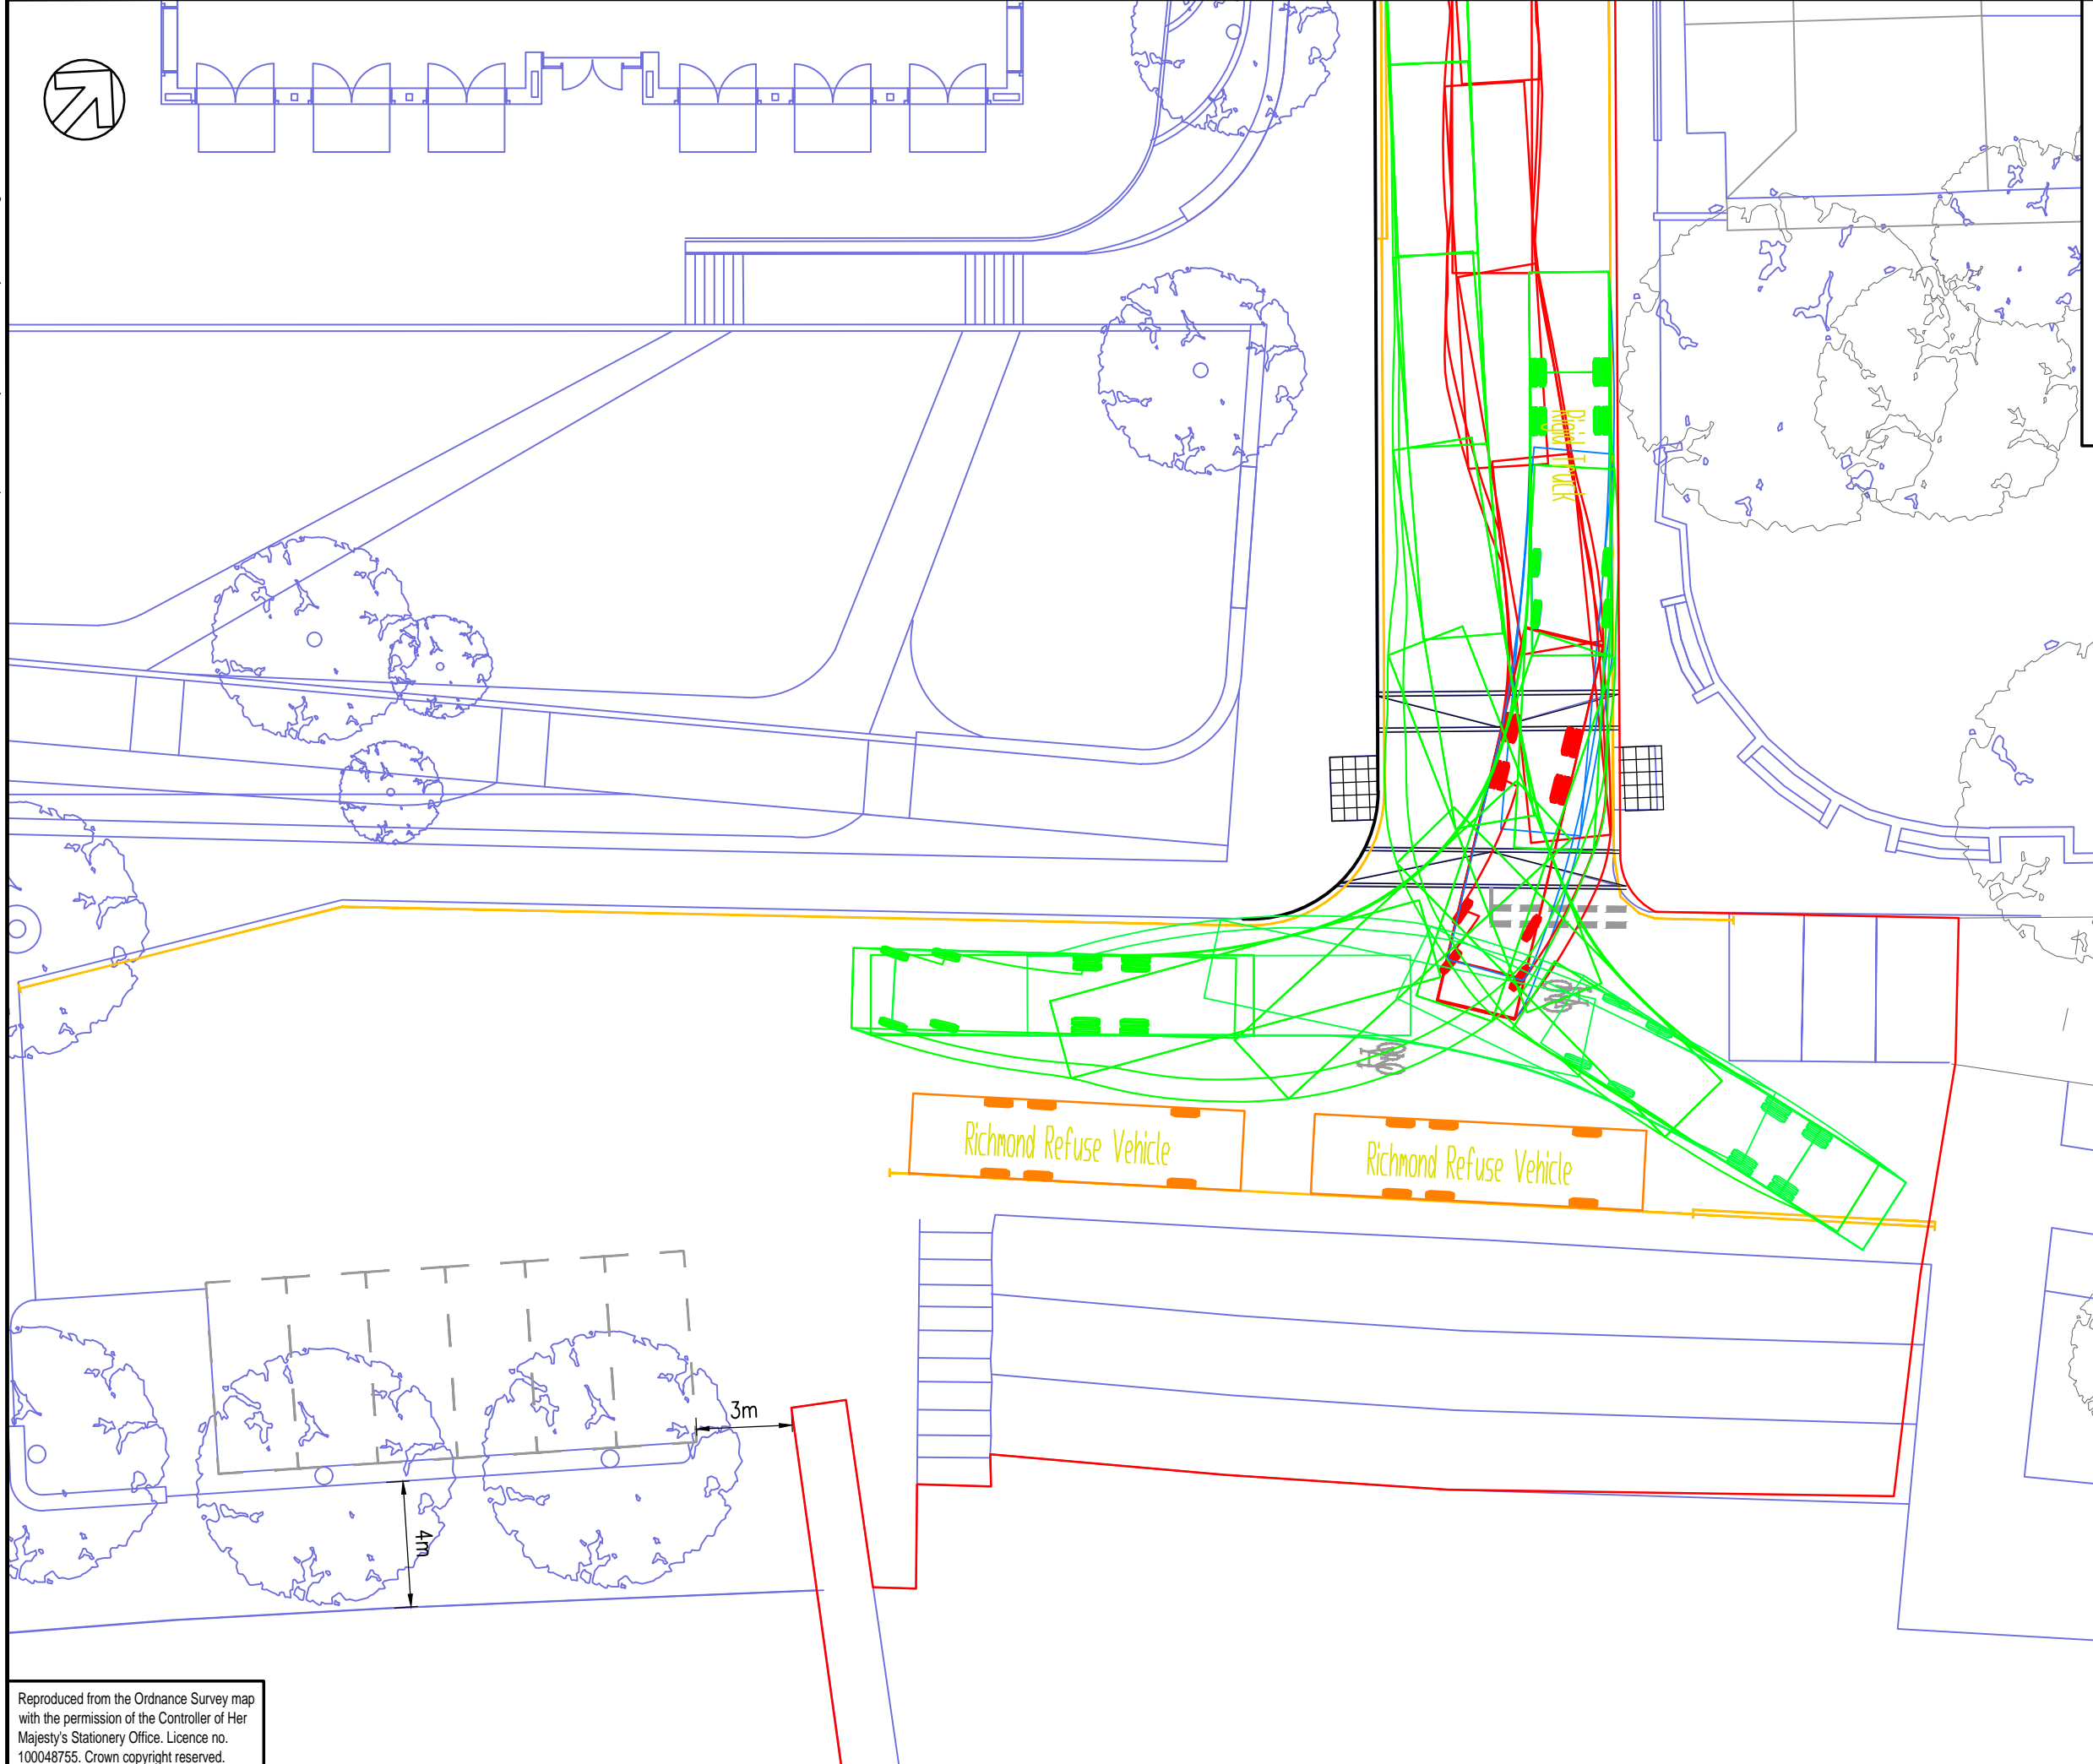 Rigid Truck
Richmond Refuse Vehicle
Richmond Refuse Vehicle
3m
4m
Reproduced from the Ordnance Survey map
with the permission of the Controller of Her
Majesty's Stationery Office. Licence no.
100048755. Crown copyright reserved.